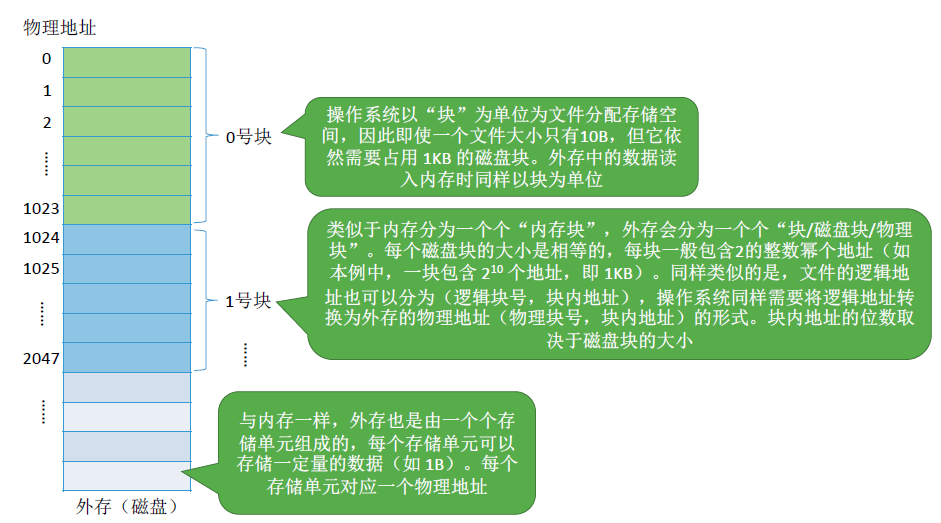 物理地址
0
1
2
……
1023
1024
1025
……
2047
……
外存（磁盘）
0号块
1号块
……
操作系统以“块”为单位为文件分配存储空
间，因此即使一个文件大小只有10B，但它依
然需要占用 1KB 的磁盘块。外存中的数据读
入内存时同样以块为单位
类似于内存分为一个个“内存块”，外存会分为一个个“块/磁盘块/物理
块”。每个磁盘块的大小是相等的，每块一般包含2的整数幂个地址（如
本例中，一块包含 2¹⁰ 个地址，即 1KB）。同样类似的是，文件的逻辑地
址也可以分为（逻辑块号，块内地址），操作系统同样需要将逻辑地址转
换为外存的物理地址（物理块号，块内地址）的形式。块内地址的位数取
决于磁盘块的大小
与内存一样，外存也是由一个个存
储单元组成的，每个存储单元可以
存储一定量的数据（如 1B）。每个
存储单元对应一个物理地址